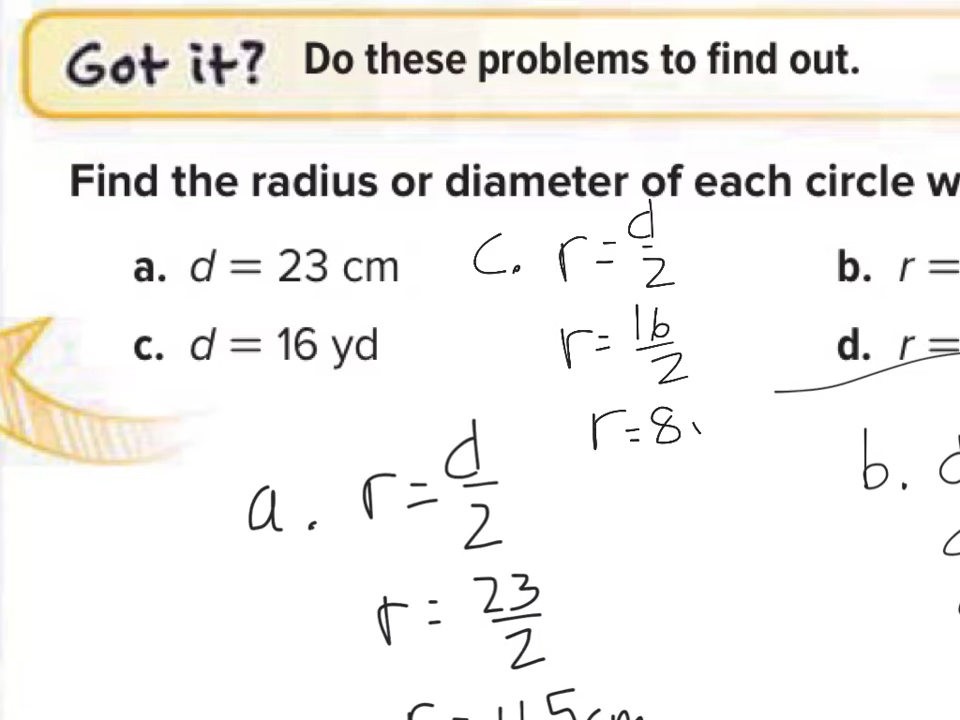 Got it? Do these problems to find out.
Find the radius or diameter of each circle w
a. d = 23 cm
b. r =
c. d = 16 yd
d. r =
c. r = d/2
r = 16/2
r = 8
a. r = d/2
r = 23/2
b. d